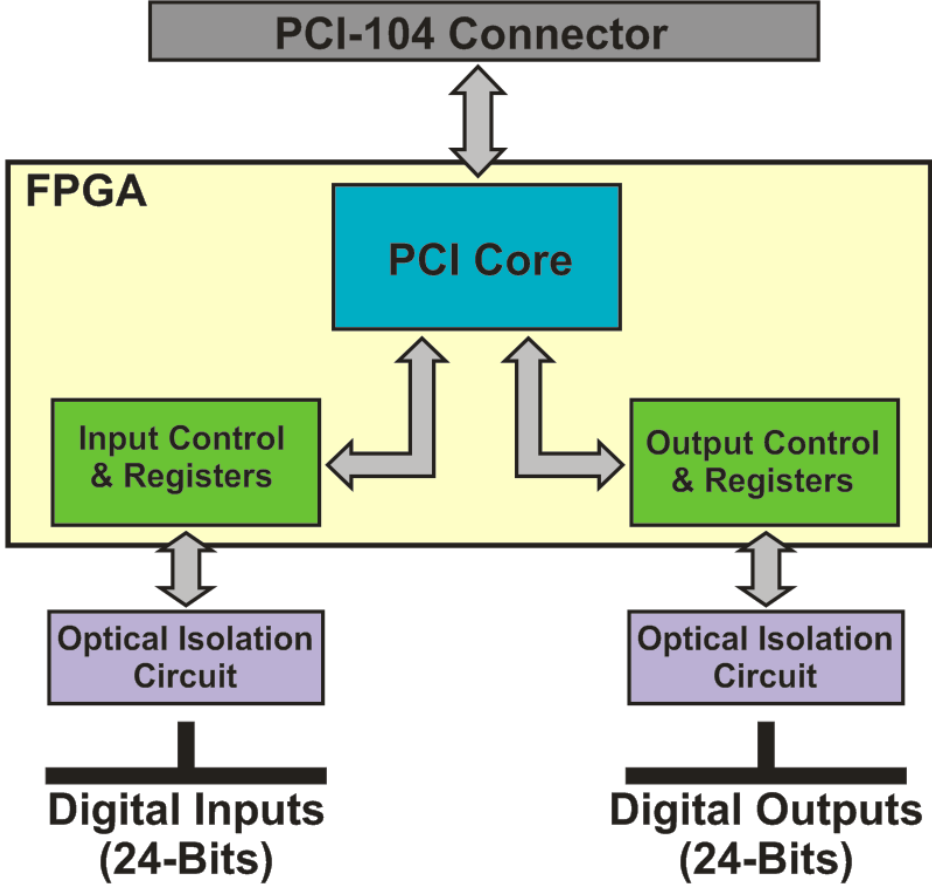 PCI-104 Connector
FPGA
PCI Core
Input Control
& Registers
Output Control
& Registers
Optical Isolation
Circuit
Optical Isolation
Circuit
Digital Inputs
(24-Bits)
Digital Outputs
(24-Bits)